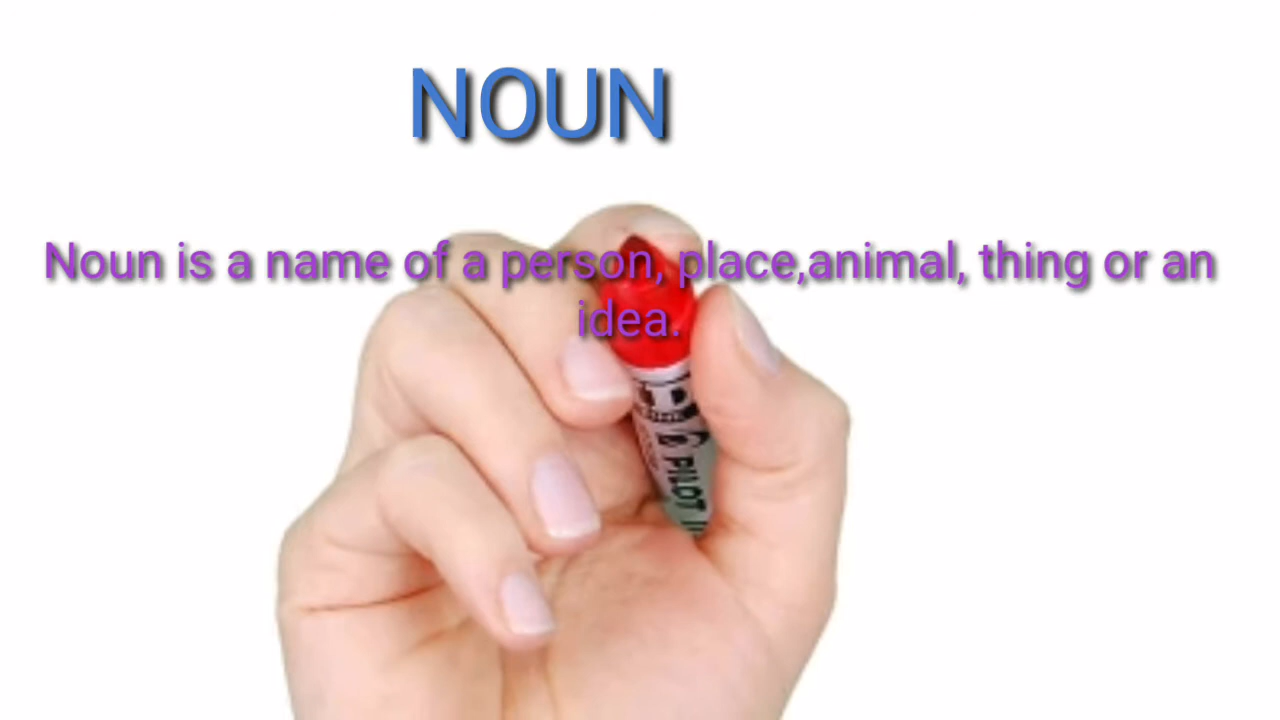 NOUN
Noun is a name of a person, place,animal, thing or an
idea.
PILOT